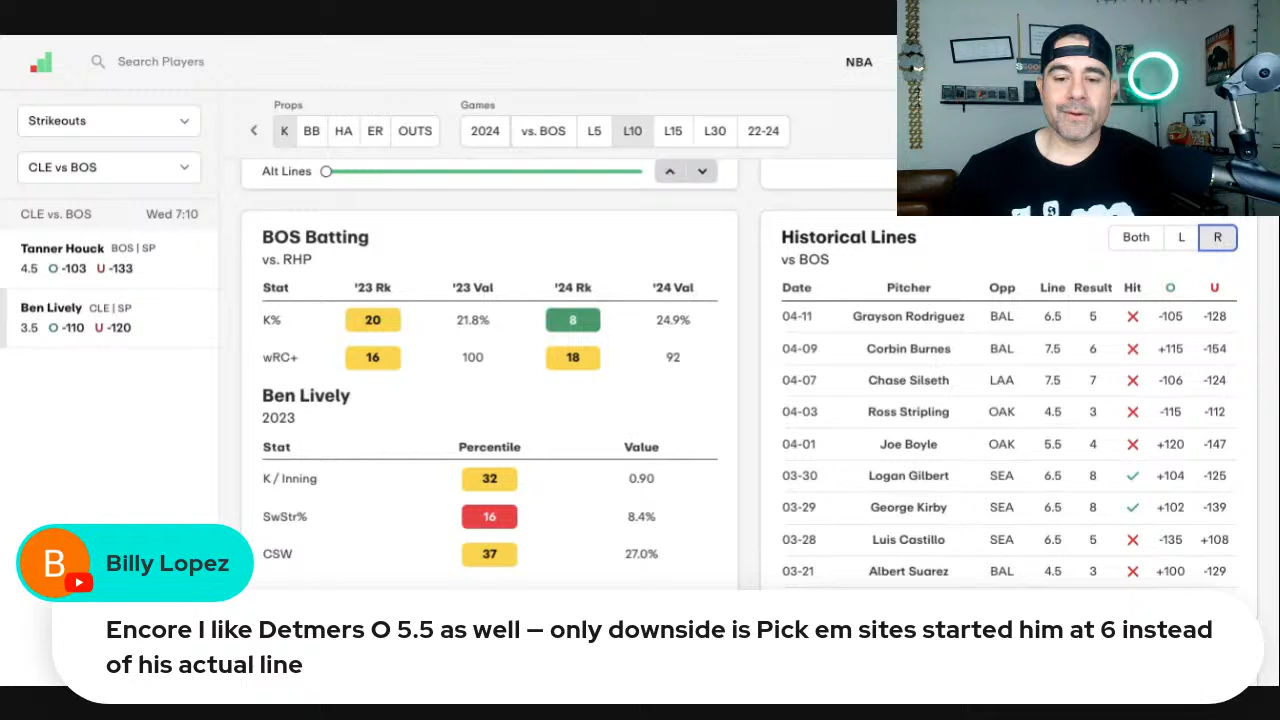 Search Players
NBA
Strikeouts
CLE vs BOS
CLE vs. BOS Wed 7:10
Tanner Houck BOS | SP
4.5 O -103 U -133
Ben Lively CLE | SP
3.5 O -110 U -120
Props
K BB HA ER OUTS
Games
2024 vs. BOS L5 L10 L15 L30 22-24
Alt Lines
BOS Batting
vs. RHP
Stat '23 Rk '23 Val '24 Rk '24 Val
K% 20 21.8% 8 24.9%
wRC+ 16 100 18 92
Ben Lively
2023
Stat Percentile Value
K / Inning 32 0.90
SwStr% 16 8.4%
CSW 37 27.0%
Historical Lines
vs BOS
Both L R
Date Pitcher Opp Line Result Hit O U
04-11 Grayson Rodriguez BAL 6.5 5 -105 -128
04-09 Corbin Burnes BAL 7.5 6 +115 -154
04-07 Chase Silseth LAA 7.5 7 -106 -124
04-03 Ross Stripling OAK 4.5 3 -115 -112
04-01 Joe Boyle OAK 5.5 4 +120 -147
03-30 Logan Gilbert SEA 6.5 8 +104 -125
03-29 George Kirby SEA 6.5 8 +102 -139
03-28 Luis Castillo SEA 6.5 5 -135 +108
03-21 Albert Suarez BAL 4.5 3 +100 -129
B Billy Lopez
Encore I like Detmers O 5.5 as well — only downside is Pick em sites started him at 6 instead
of his actual line